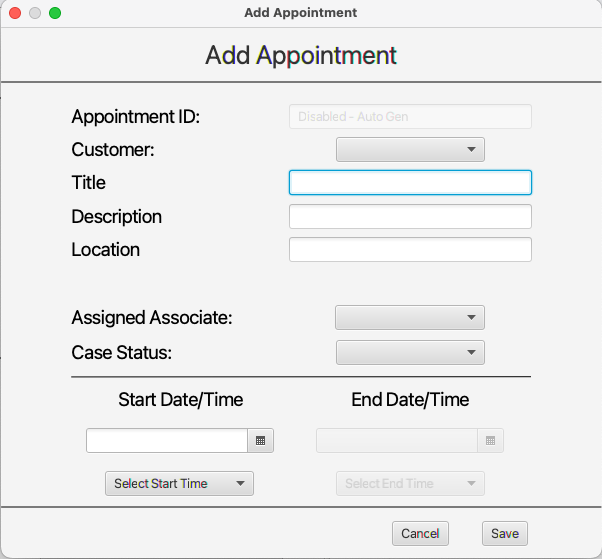 Add Appointment
Add Appointment
Appointment ID: Disabled - Auto Gen
Customer:
Title
Description
Location
Assigned Associate:
Case Status:
Start Date/Time End Date/Time
Select Start Time Select End Time
Cancel Save